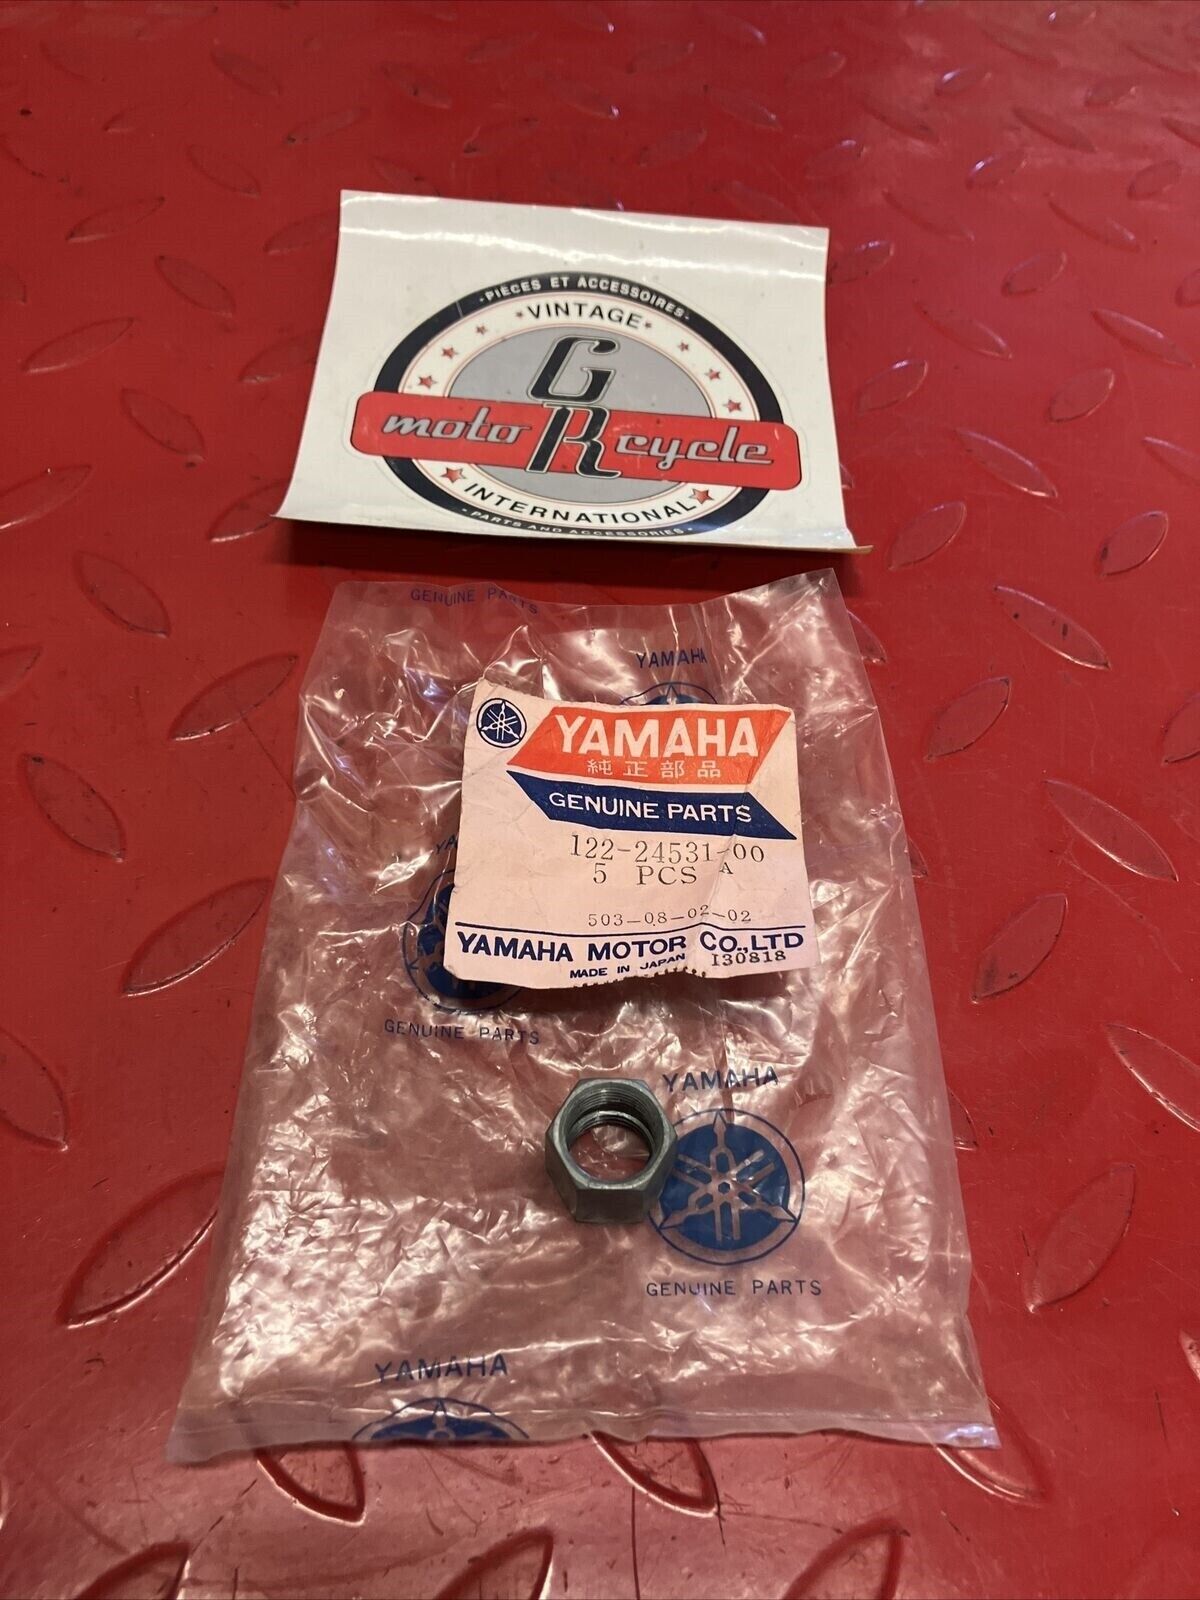 ·PIÈCES ET ACCESSOIRES·
VINTAGE
GR
moto cycle
INTERNATIONAL
·PARTS AND ACCESSORIES·
GENUINE PARTS
YAMAHA
YAMAHA
純正部品
GENUINE PARTS
122-24531-00
5 PCS A
503-08-02-02
YAMAHA MOTOR CO.,LTD
MADE IN JAPAN I30818
GENUINE PARTS
YAMAHA
GENUINE PARTS
YAMAHA